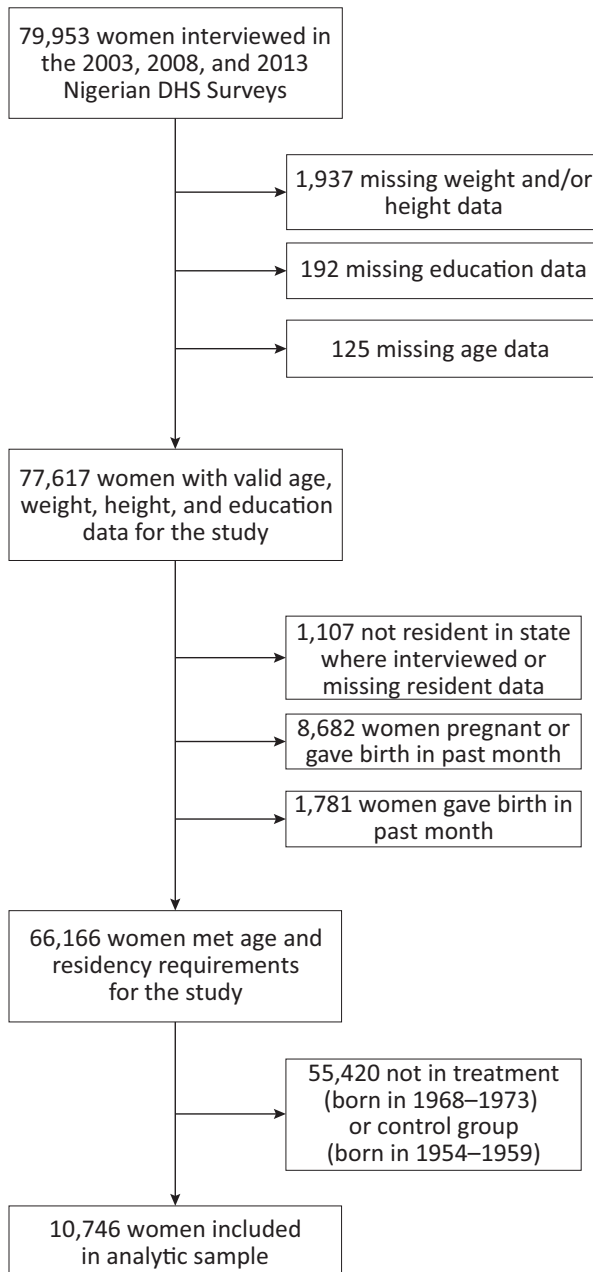 79,953 women interviewed in
the 2003, 2008, and 2013
Nigerian DHS Surveys
1,937 missing weight and/or
height data
192 missing education data
125 missing age data
77,617 women with valid age,
weight, height, and education
data for the study
1,107 not resident in state
where interviewed or
missing resident data
8,682 women pregnant or
gave birth in past month
1,781 women gave birth in
past month
66,166 women met age and
residency requirements
for the study
55,420 not in treatment
(born in 1968–1973)
or control group
(born in 1954–1959)
10,746 women included
in analytic sample